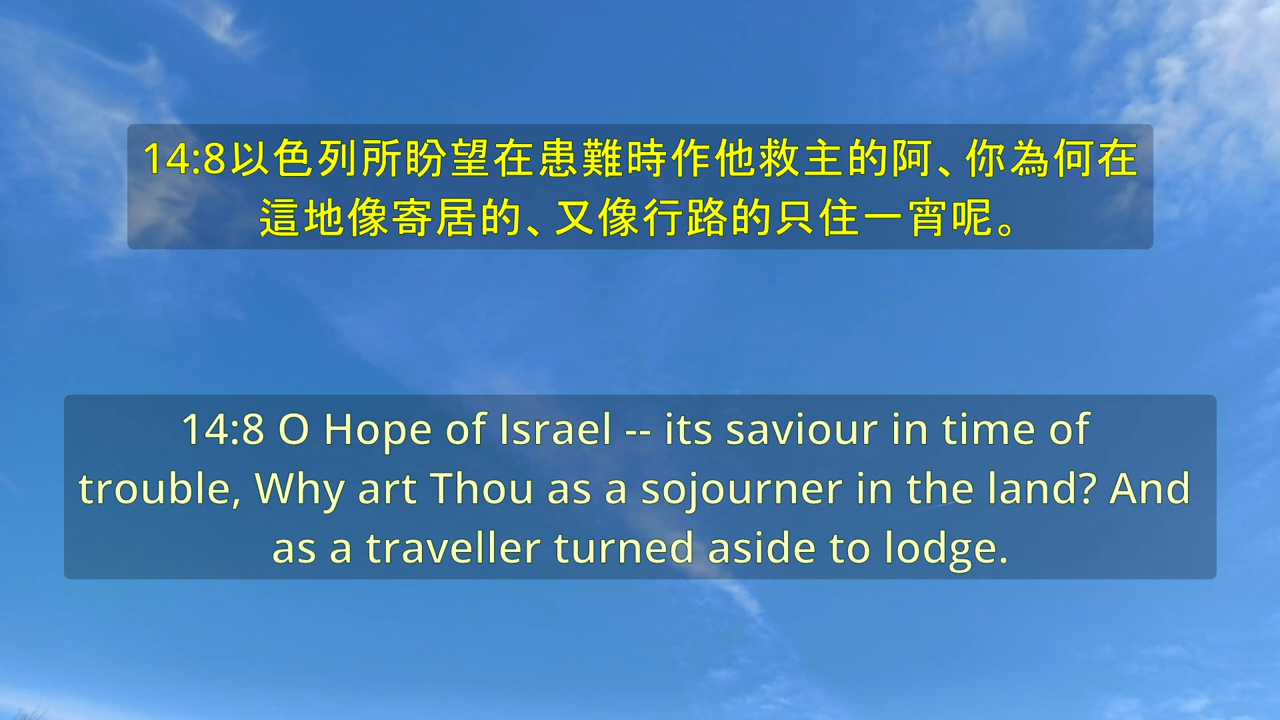 14:8以色列所盼望在患難時作他救主的阿、你為何在
這地像寄居的、又像行路的只住一宵呢。
14:8 O Hope of Israel -- its saviour in time of
trouble, Why art Thou as a sojourner in the land? And
as a traveller turned aside to lodge.